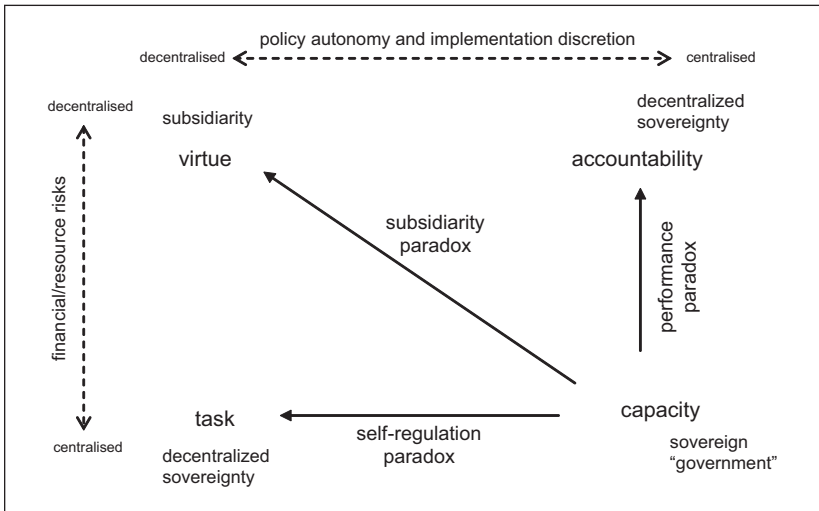 policy autonomy and implementation discretion
decentralised
centralised
decentralised
decentralized
sovereignty
subsidiarity
virtue
accountability
financial/resource risks
subsidiarity
paradox
performance
paradox
task
capacity
centralised
self-regulation
paradox
decentralized
sovereignty
sovereign
“government”